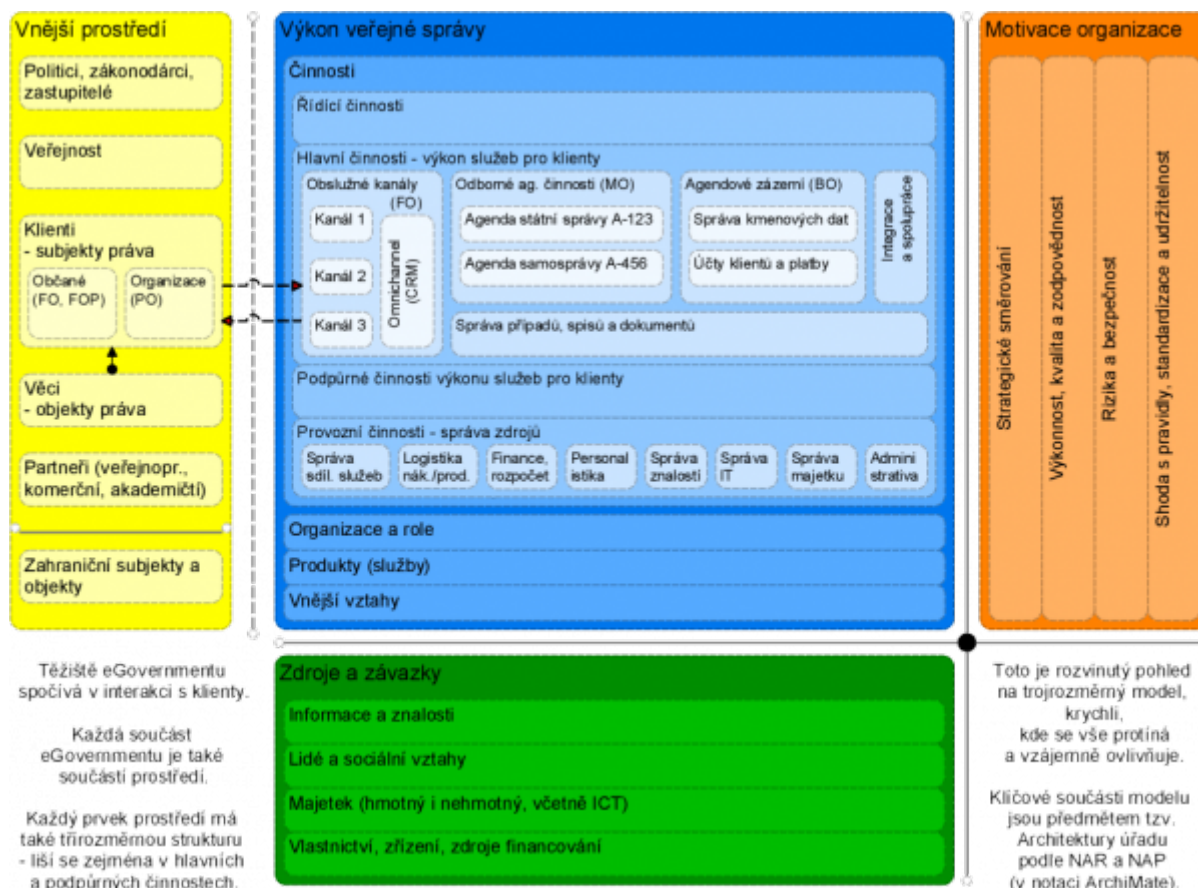 Vnější prostředí
Politici, zákonodárci,
zastupitelé
Veřejnost
Klienti
- subjekty práva
Občané
(FO, FOP)
Organizace
(PO)
Věci
- objekty práva
Partneři (veřejnopr.,
komerční, akademičtí)
Zahraniční subjekty a
objekty
Výkon veřejné správy
Činnosti
Řídící činnosti
Hlavní činnosti - výkon služeb pro klienty
Obslužné kanály
(FO)
Kanál 1
Kanál 2
Kanál 3
Omnichannel
(CRM)
Odborné ag. činnosti (MO)
Agenda státní správy A-123
Agenda samosprávy A-456
Agendové zázemí (BO)
Správa kmenových dat
Účty klientů a platby
Integrace
a spolupráce
Správa případů, spisů a dokumentů
Podpůrné činnosti výkonu služeb pro klienty
Provozní činnosti - správa zdrojů
Správa
sdíl. služeb
Logistika
nák./prod.
Finance,
rozpočet
Personal
istika
Správa
znalostí
Správa
IT
Správa
majetku
Admini
strativa
Organizace a role
Produkty (služby)
Vnější vztahy
Motivace organizace
Strategické směrování
Výkonnost, kvalita a zodpovědnost
Rizika a bezpečnost
Shoda s pravidly, standardizace a udržitelnost
Těžiště eGovernmentu
spočívá v interakci s klienty.
Každá součást
eGovernmentu je také
součástí prostředí.
Každý prvek prostředí má
také třírozměrnou strukturu
- liší se zejména v hlavních
a podpůrných činnostech.
Zdroje a závazky
Informace a znalosti
Lidé a sociální vztahy
Majetek (hmotný i nehmotný, včetně ICT)
Vlastnictví, zřízení, zdroje financování
Toto je rozvinutý pohled
na trojrozměrný model,
krychli,
kde se vše protíná
a vzájemně ovlivňuje.
Klíčové součásti modelu
jsou předmětem tzv.
Architektury úřadu
podle NAR a NAP
(v notaci ArchiMate).